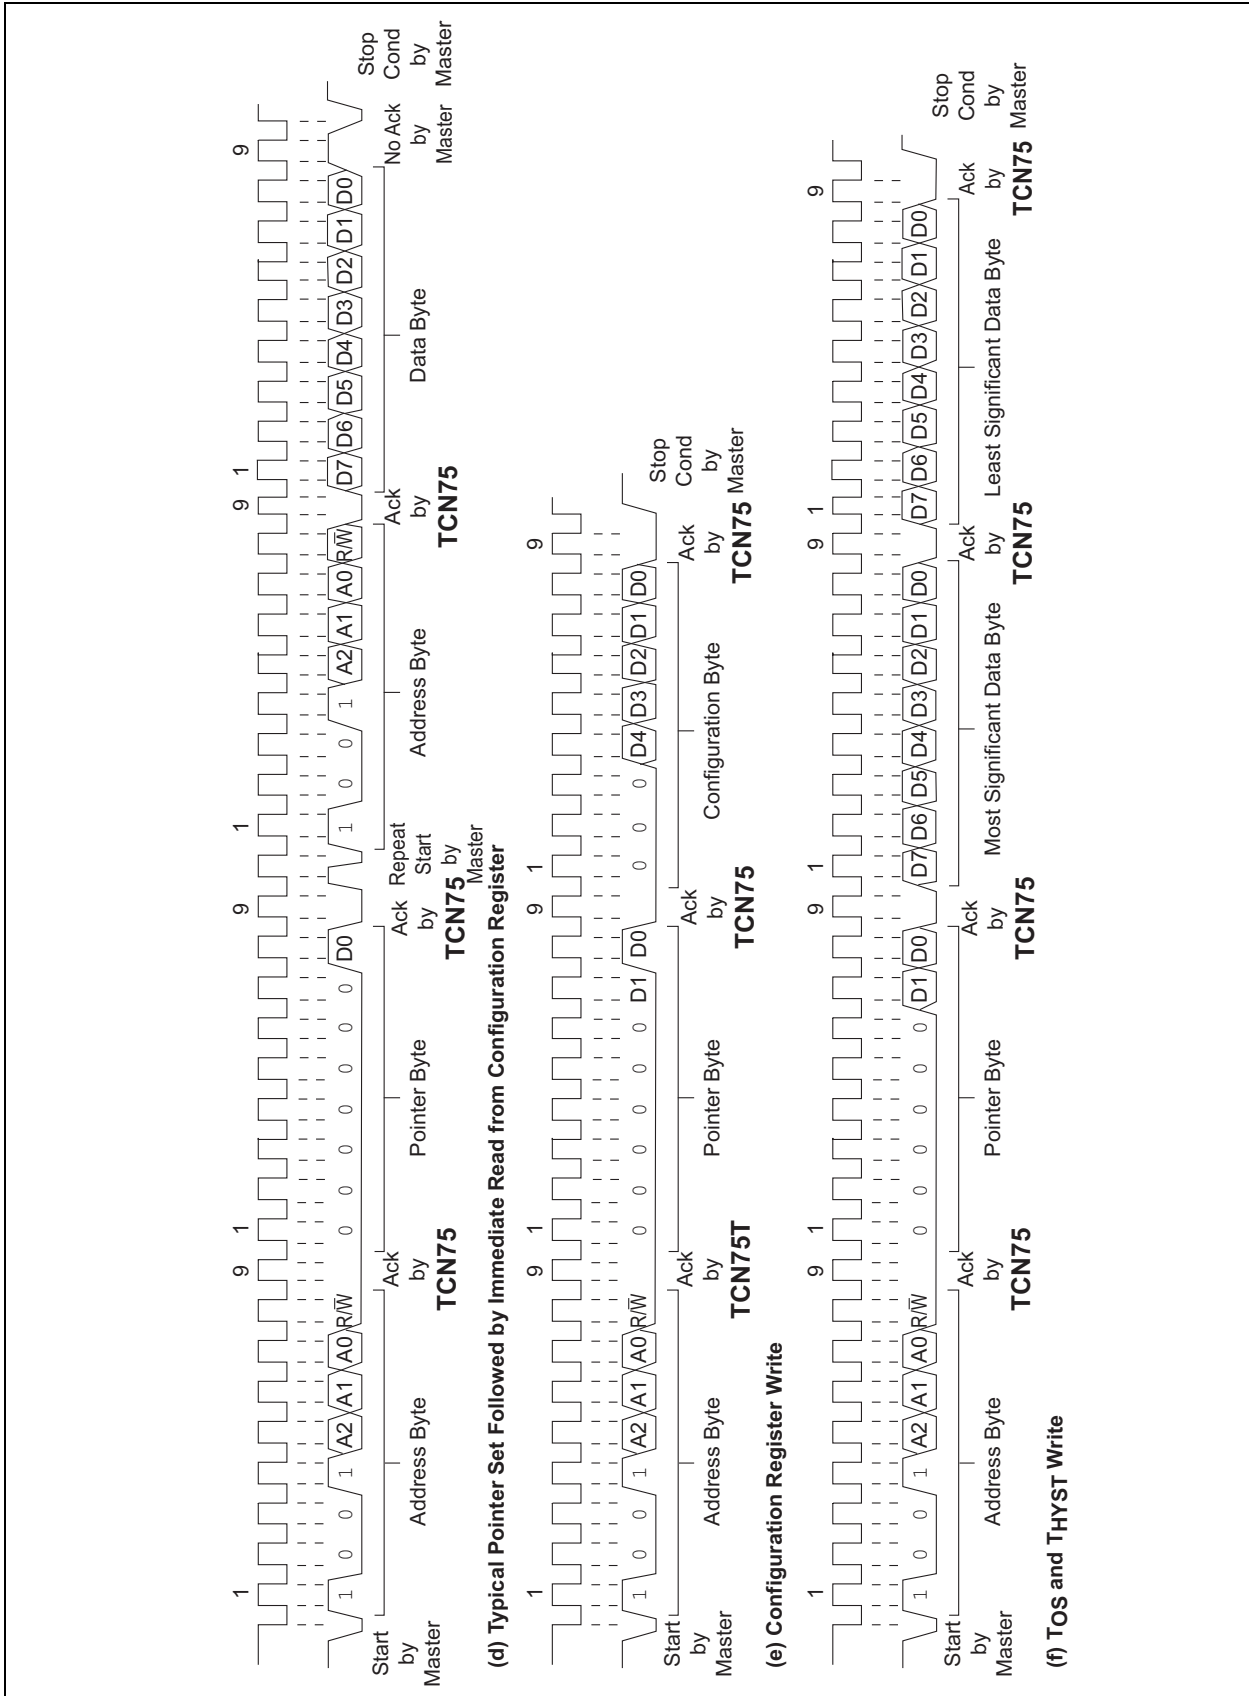 1 9 1 9 1 9 1 9
1 0 0 1 A2 A1 A0 R/W̅ 0 0 0 0 0 0 0 D0 1 0 0 1 A2 A1 A0 R/W̅ D7 D6 D5 D4 D3 D2 D1 D0
Start
by
Master
Address Byte
Ack
by
TCN75
Pointer Byte
Ack
by
TCN75
Repeat
Start
by
Master
Address Byte
Ack
by
TCN75
Data Byte
No Ack
by
Master
Stop
Cond
by
Master
(d) Typical Pointer Set Followed by Immediate Read from Configuration Register
1 9 1 9 1 9
1 0 0 1 A2 A1 A0 R/W̅ 0 0 0 0 0 0 D1 D0 0 0 0 D4 D3 D2 D1 D0
Start
by
Master
Address Byte
Ack
by
TCN75T
Pointer Byte
Ack
by
TCN75
Configuration Byte
Ack
by
TCN75
Stop
Cond
by
Master
(e) Configuration Register Write
1 9 1 9 1 9 1 9
1 0 0 1 A2 A1 A0 R/W̅ 0 0 0 0 0 0 D1 D0 D7 D6 D5 D4 D3 D2 D1 D0 D7 D6 D5 D4 D3 D2 D1 D0
Start
by
Master
Address Byte
Ack
by
TCN75
Pointer Byte
Ack
by
TCN75
Most Significant Data Byte
Ack
by
TCN75
Least Significant Data Byte
Ack
by
TCN75
Stop
Cond
by
Master
(f) TOS and THYST Write